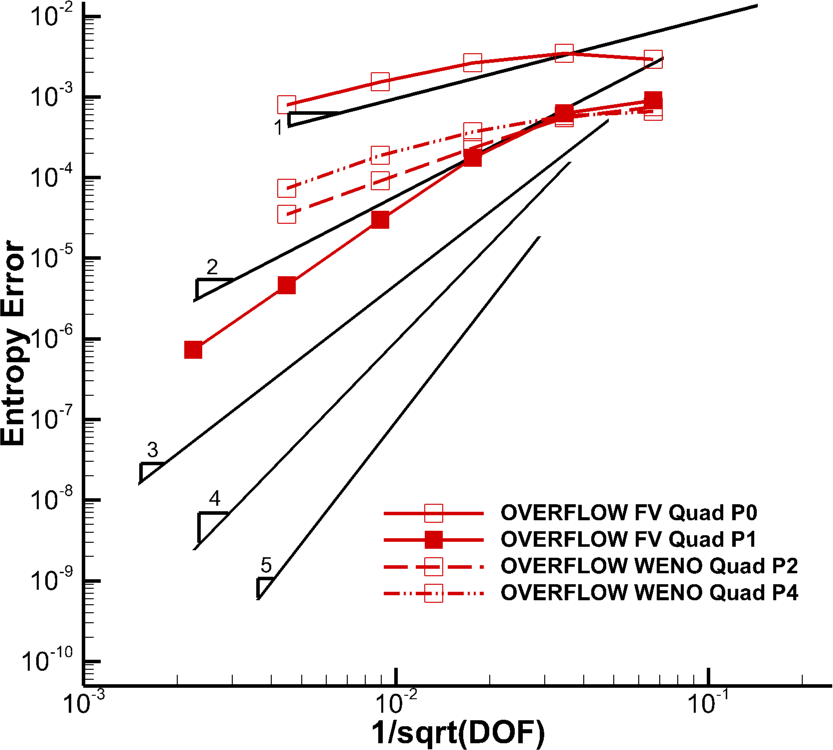 10-2
10-3
10-4
10-5
10-6
10-7
10-8
10-9
10-10
Entropy Error
1
2
3
4
5
OVERFLOW FV Quad P0
OVERFLOW FV Quad P1
OVERFLOW WENO Quad P2
OVERFLOW WENO Quad P4
10-3
10-2
10-1
1/sqrt(DOF)